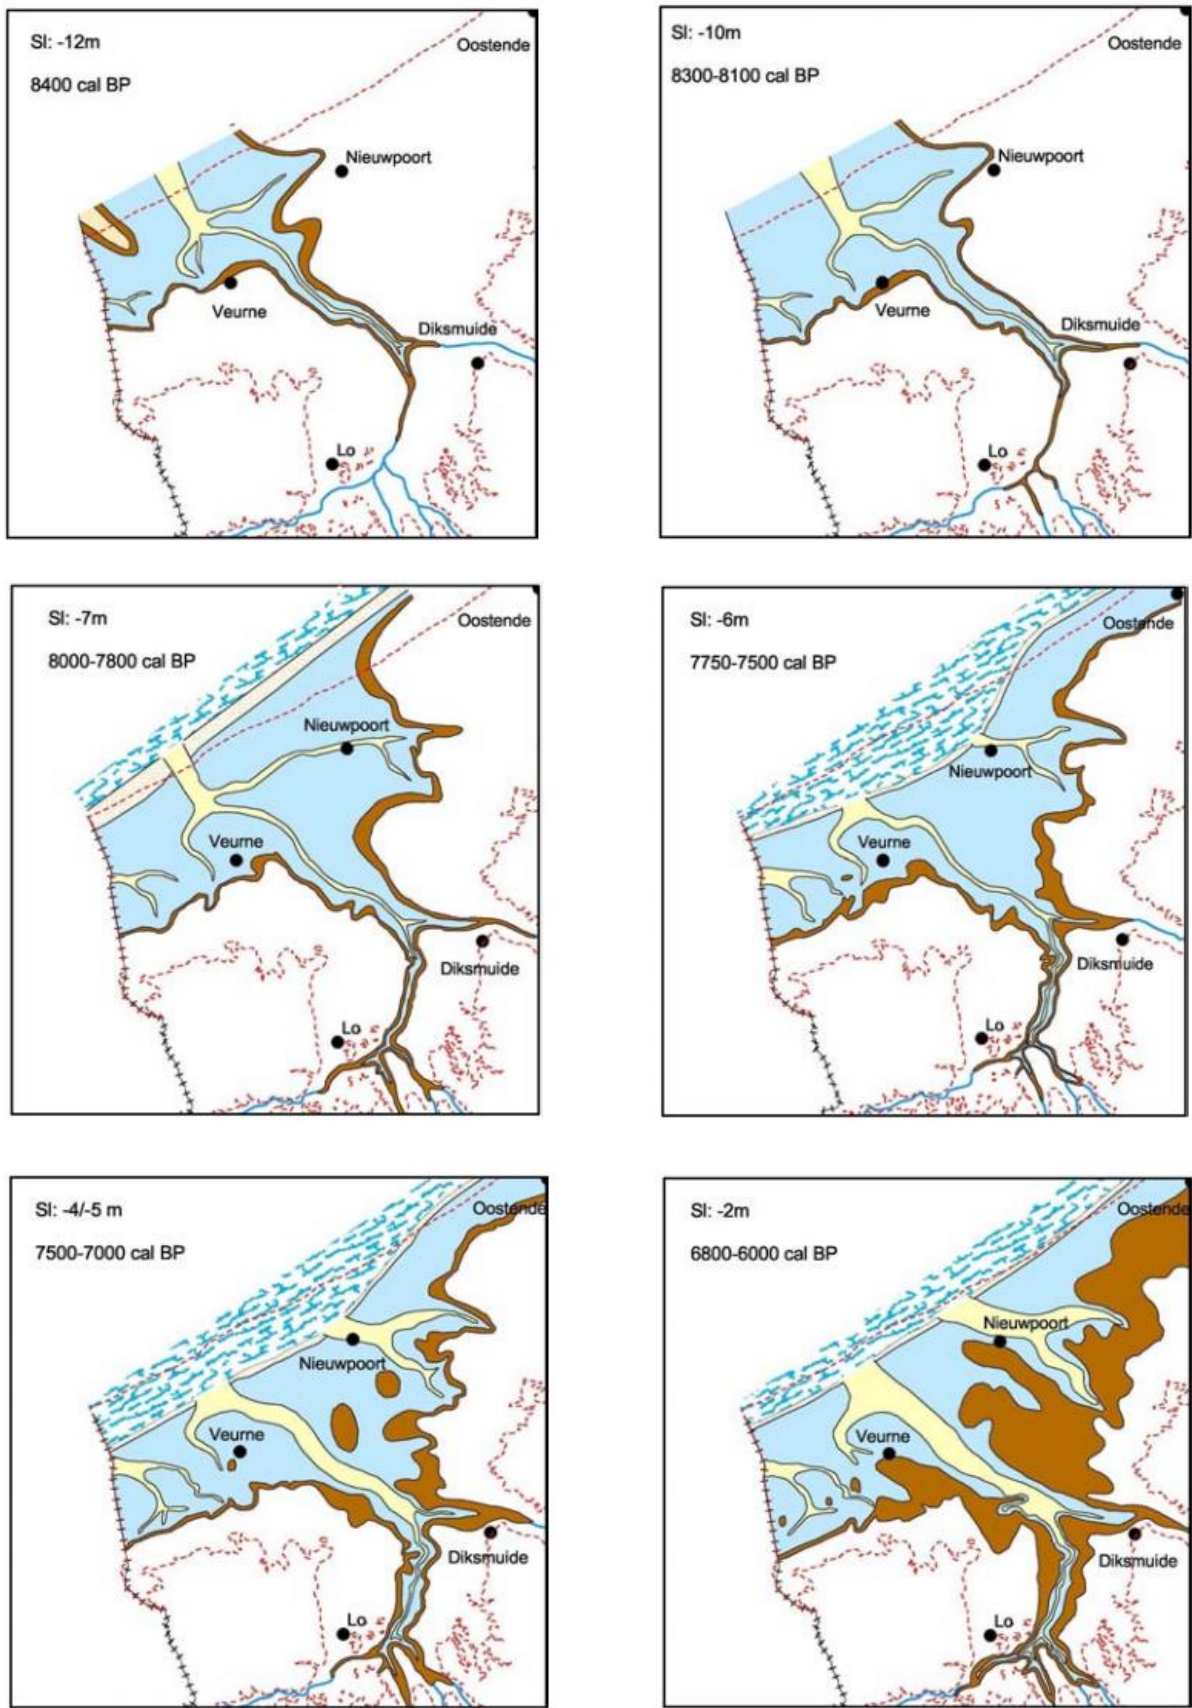 Sl: -12m
8400 cal BP
Oostende
Nieuwpoort
Veurne
Diksmuide
Lo
Sl: -10m
8300-8100 cal BP
Oostende
Nieuwpoort
Veurne
Diksmuide
Lo
Sl: -7m
8000-7800 cal BP
Oostende
Nieuwpoort
Veurne
Diksmuide
Lo
Sl: -6m
7750-7500 cal BP
Oostende
Nieuwpoort
Veurne
Diksmuide
Lo
Sl: -4/-5 m
7500-7000 cal BP
Oostende
Nieuwpoort
Veurne
Diksmuide
Lo
Sl: -2m
6800-6000 cal BP
Oostende
Nieuwpoort
Veurne
Diksmuide
Lo